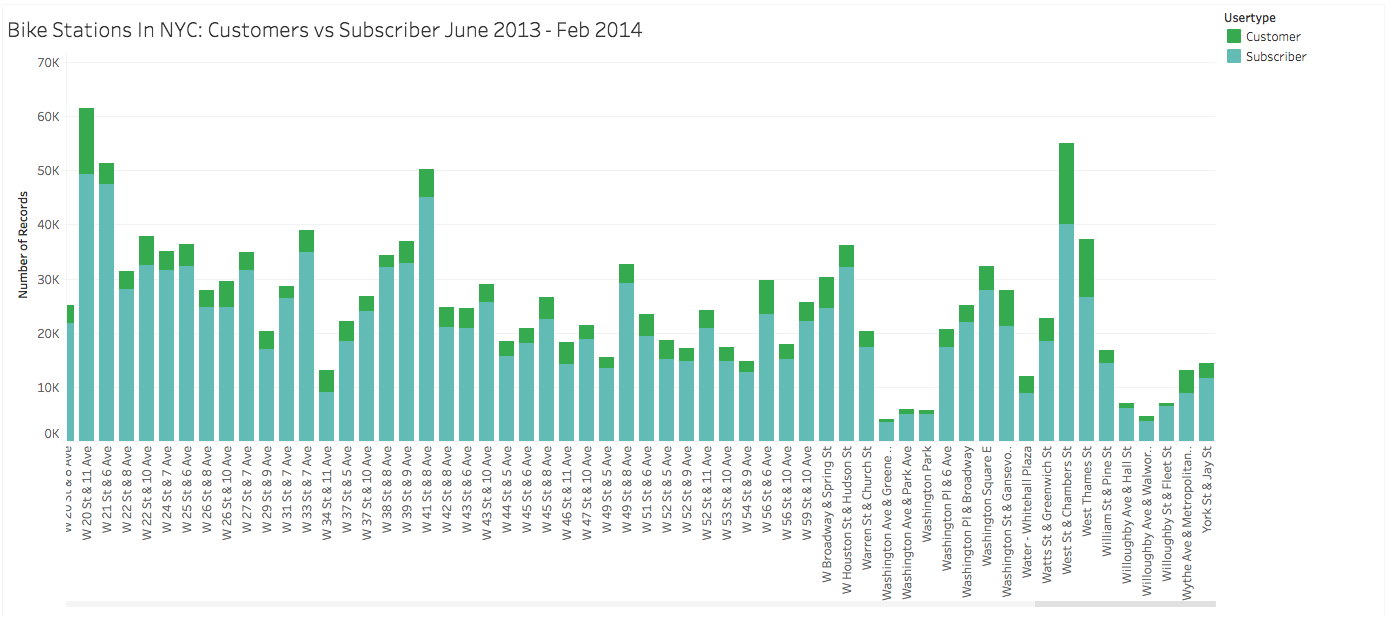 Bike Stations In NYC: Customers vs Subscriber June 2013 - Feb 2014
Usertype
Customer
Subscriber
Number of Records
70K
60K
50K
40K
30K
20K
10K
0K
W 20 St & 8 Ave
W 20 St & 11 Ave
W 21 St & 6 Ave
W 22 St & 8 Ave
W 22 St & 10 Ave
W 24 St & 7 Ave
W 25 St & 6 Ave
W 26 St & 8 Ave
W 26 St & 10 Ave
W 27 St & 7 Ave
W 29 St & 9 Ave
W 31 St & 7 Ave
W 33 St & 7 Ave
W 34 St & 11 Ave
W 37 St & 5 Ave
W 37 St & 10 Ave
W 38 St & 8 Ave
W 39 St & 9 Ave
W 41 St & 8 Ave
W 42 St & 8 Ave
W 43 St & 6 Ave
W 43 St & 10 Ave
W 44 St & 5 Ave
W 45 St & 6 Ave
W 45 St & 8 Ave
W 46 St & 11 Ave
W 47 St & 10 Ave
W 49 St & 5 Ave
W 49 St & 8 Ave
W 51 St & 6 Ave
W 52 St & 5 Ave
W 52 St & 9 Ave
W 52 St & 11 Ave
W 53 St & 10 Ave
W 54 St & 9 Ave
W 56 St & 6 Ave
W 56 St & 10 Ave
W 59 St & 10 Ave
W Broadway & Spring St
W Houston St & Hudson St
Warren St & Church St
Washington Ave & Greene ..
Washington Ave & Park Ave
Washington Park
Washington Pl & 6 Ave
Washington Pl & Broadway
Washington Square E
Washington St & Gansevo..
Water - Whitehall Plaza
Watts St & Greenwich St
West St & Chambers St
West Thames St
William St & Pine St
Willoughby Ave & Hall St
Willoughby Ave & Walwor..
Willoughby St & Fleet St
Wythe Ave & Metropolitan..
York St & Jay St